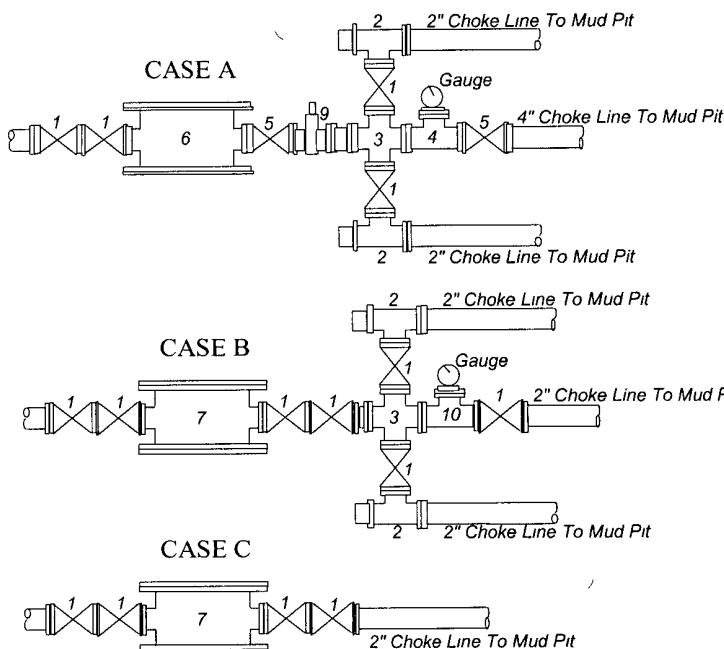 2 2" Choke Line To Mud Pit
CASE A
1 Gauge
1 1 6 5 9 3 4 5 4" Choke Line To Mud Pit
1
2 2" Choke Line To Mud Pit
2 2" Choke Line To Mud Pit
CASE B
1 Gauge
1 1 7 1 1 3 10 1 2" Choke Line To Mud P
1
2 2" Choke Line To Mud Pit
CASE C
1 1 7 1 1
2" Choke Line To Mud Pit